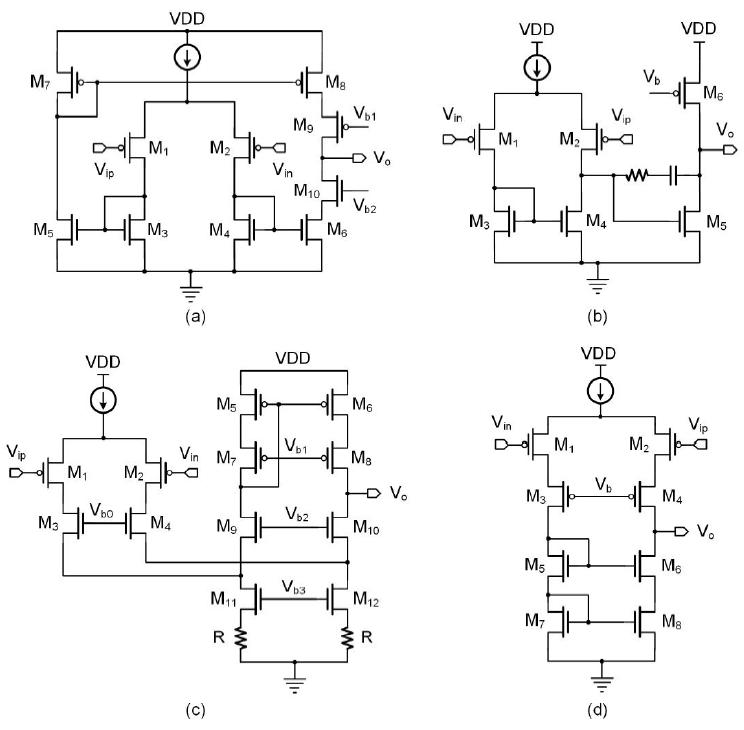 VDD
M7
M8
M9
Vb1
M1
M2
Vip
Vin
Vo
M10
Vb2
M5
M3
M4
M6
(a)
VDD
VDD
Vb
M6
Vin
M1
M2
Vip
Vo
M3
M4
M5
(b)
VDD
VDD
M5
M6
Vip
M1
M2
Vin
M7
Vb1
M8
Vo
M3
Vb0
M4
M9
Vb2
M10
M11
Vb3
M12
R
R
(c)
VDD
Vin
M1
M2
Vip
M3
Vb
M4
Vo
M5
M6
M7
M8
(d)